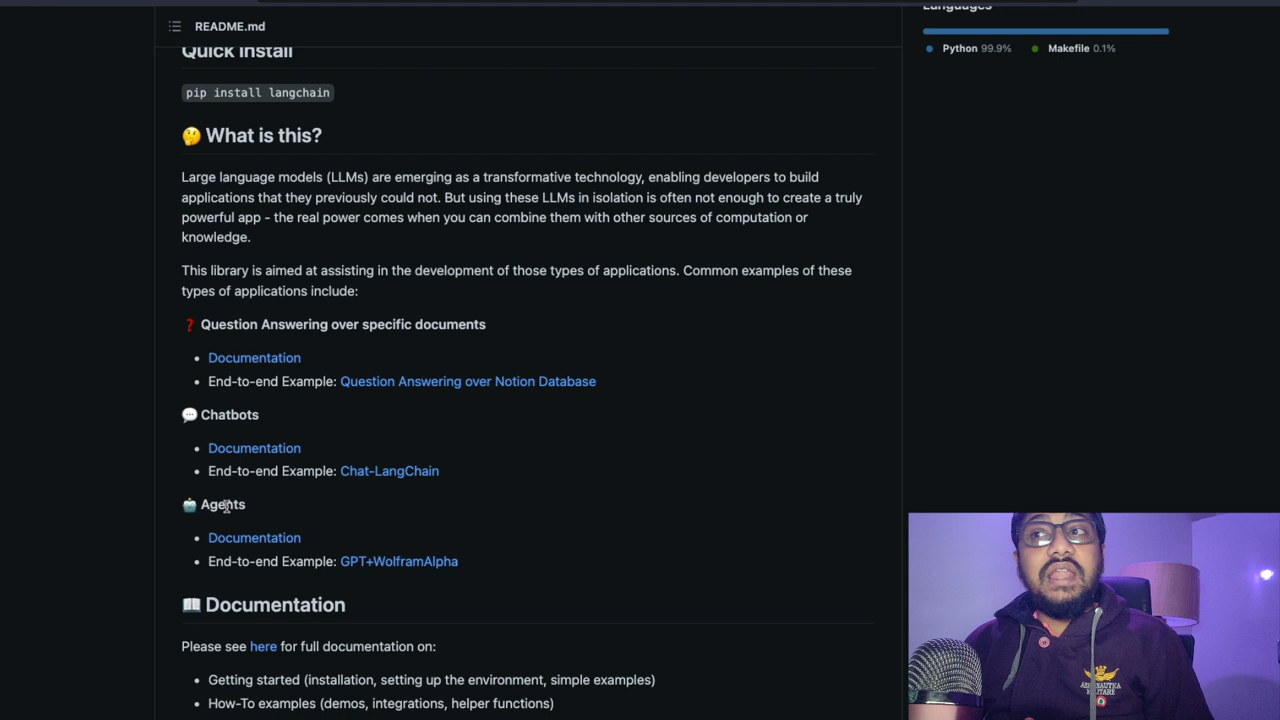 README.md
Languages
Python 99.9% Makefile 0.1%
Quick Install
pip install langchain
What is this?
Large language models (LLMs) are emerging as a transformative technology, enabling developers to build
applications that they previously could not. But using these LLMs in isolation is often not enough to create a truly
powerful app - the real power comes when you can combine them with other sources of computation or
knowledge.
This library is aimed at assisting in the development of those types of applications. Common examples of these
types of applications include:
Question Answering over specific documents
Documentation
End-to-end Example: Question Answering over Notion Database
Chatbots
Documentation
End-to-end Example: Chat-LangChain
Agents
Documentation
End-to-end Example: GPT+WolframAlpha
Documentation
Please see here for full documentation on:
Getting started (installation, setting up the environment, simple examples)
How-To examples (demos, integrations, helper functions)